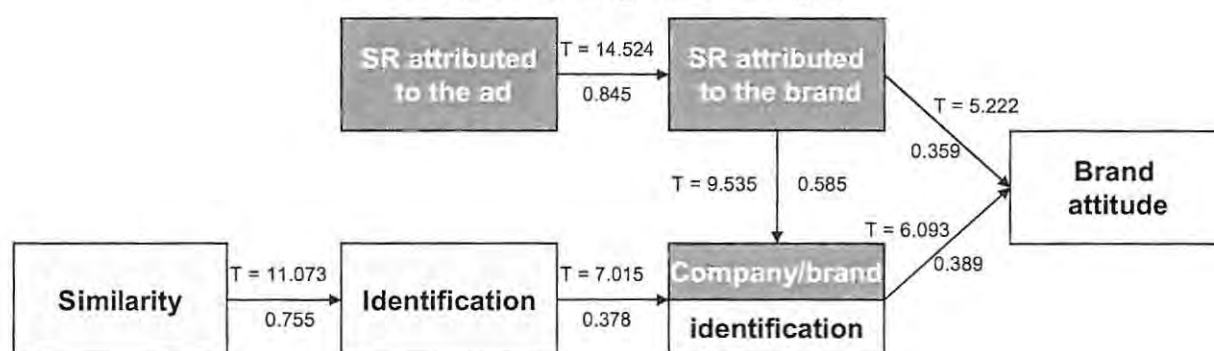 SR attributed
to the ad
T = 14.524
0.845
SR attributed
to the brand
T = 5.222
0.359
Brand
attitude
T = 9.535
0.585
T = 6.093
0.389
Similarity
T = 11.073
0.755
Identification
T = 7.015
0.378
Company/brand
identification